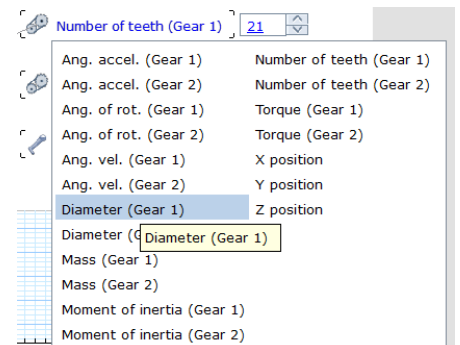 Number of teeth (Gear 1) 21
Ang. accel. (Gear 1) Number of teeth (Gear 1)
Ang. accel. (Gear 2) Number of teeth (Gear 2)
Ang. of rot. (Gear 1) Torque (Gear 1)
Ang. of rot. (Gear 2) Torque (Gear 2)
Ang. vel. (Gear 1) X position
Ang. vel. (Gear 2) Y position
Diameter (Gear 1) Z position
Diameter (G
Diameter (Gear 1)
Mass (Gear 1)
Mass (Gear 2)
Moment of inertia (Gear 1)
Moment of inertia (Gear 2)